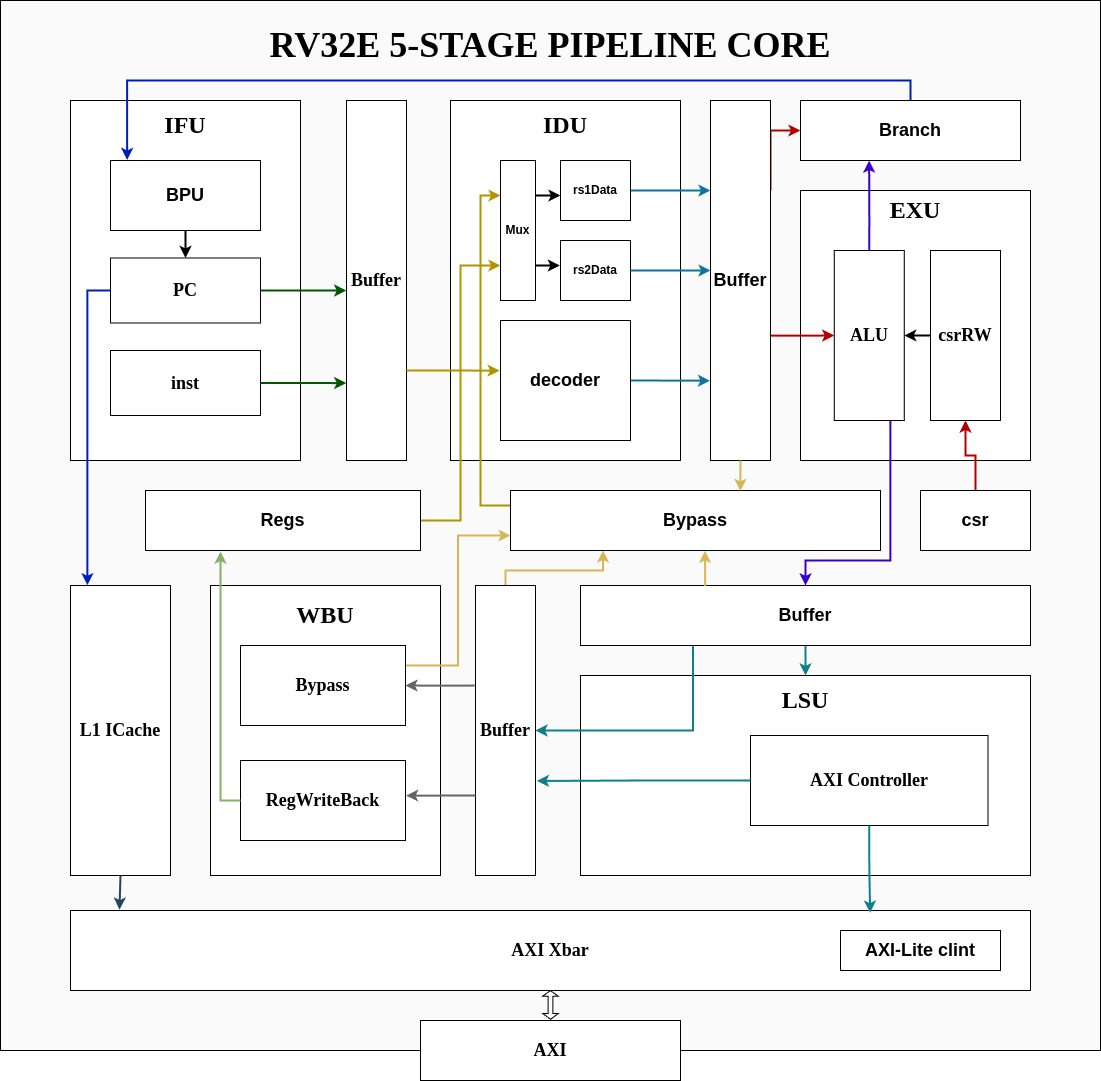 RV32E 5-STAGE PIPELINE CORE
IFU
BPU
PC
inst
Buffer
IDU
Mux
rs1Data
rs2Data
decoder
Buffer
Branch
EXU
ALU
csrRW
Regs
Bypass
csr
L1 ICache
WBU
Bypass
RegWriteBack
Buffer
Buffer
LSU
AXI Controller
AXI Xbar
AXI-Lite clint
AXI